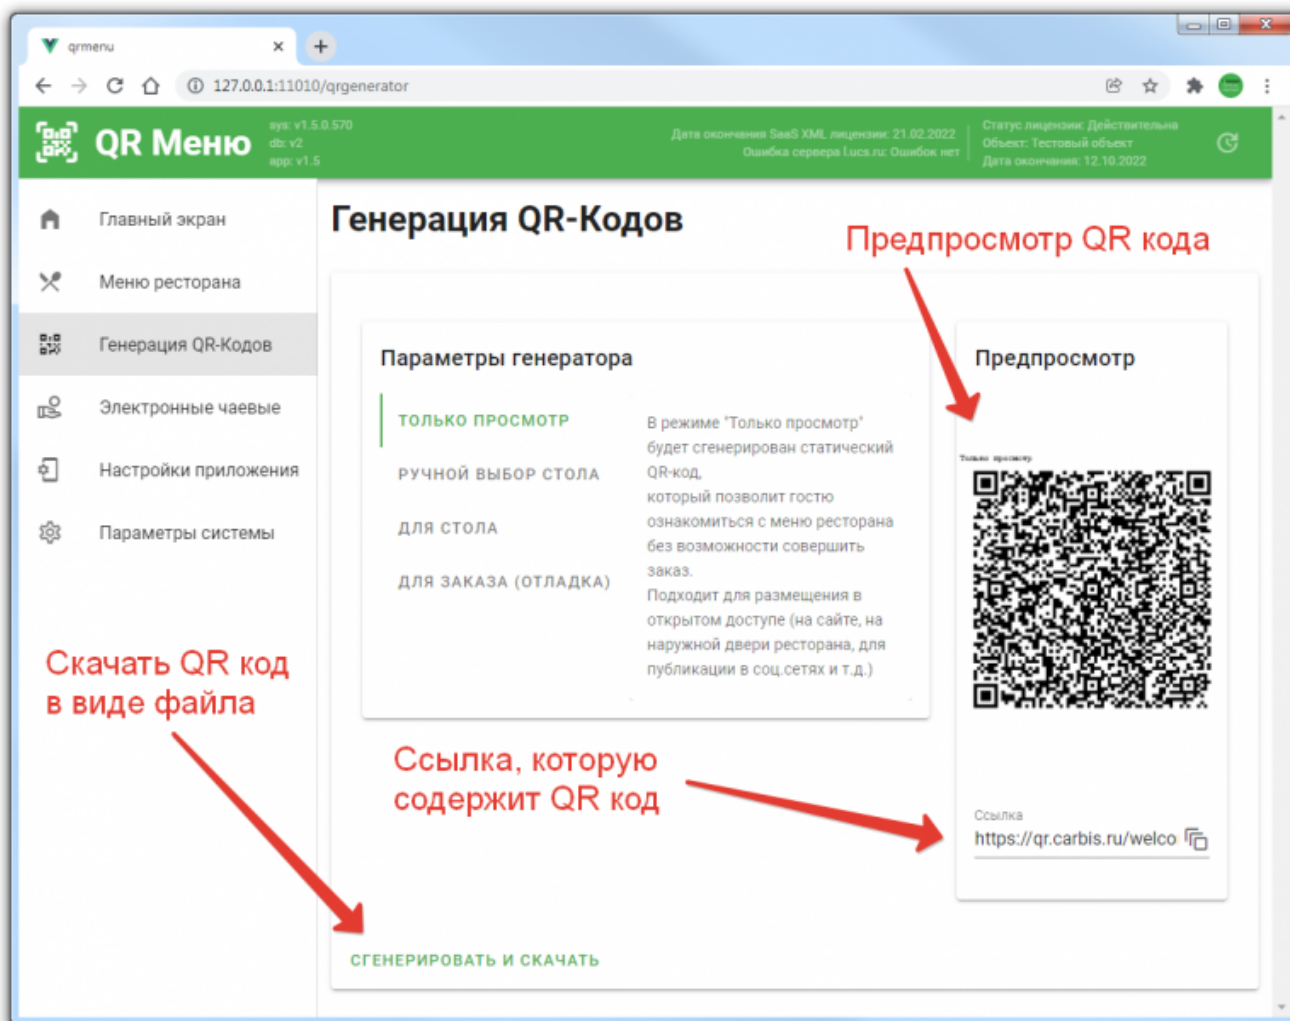 qrmenu
127.0.0.1:11010/qrgenerator
QR Меню
sys: v1.5.0.570
db: v2
app: v1.5
Дата окончания SaaS XML лицензии: 21.02.2022
Ошибка сервера l.ucs.ru: Ошибок нет
Статус лицензии: Действительна
Объект: Тестовый объект
Дата окончания: 12.10.2022
Главный экран
Меню ресторана
Генерация QR-Кодов
Электронные чаевые
Настройки приложения
Параметры системы
Генерация QR-Кодов
Предпросмотр QR кода
Параметры генератора
ТОЛЬКО ПРОСМОТР
РУЧНОЙ ВЫБОР СТОЛА
ДЛЯ СТОЛА
ДЛЯ ЗАКАЗА (ОТЛАДКА)
В режиме "Только просмотр"
будет сгенерирован статический
QR-код,
который позволит гостю
ознакомиться с меню ресторана
без возможности совершить
заказ.
Подходит для размещения в
открытом доступе (на сайте, на
наружной двери ресторана, для
публикации в соц.сетях и т.д.)
Предпросмотр
Только просмотр
Скачать QR код
в виде файла
Ссылка, которую
содержит QR код
Ссылка
https://qr.carbis.ru/welco
СГЕНЕРИРОВАТЬ И СКАЧАТЬ